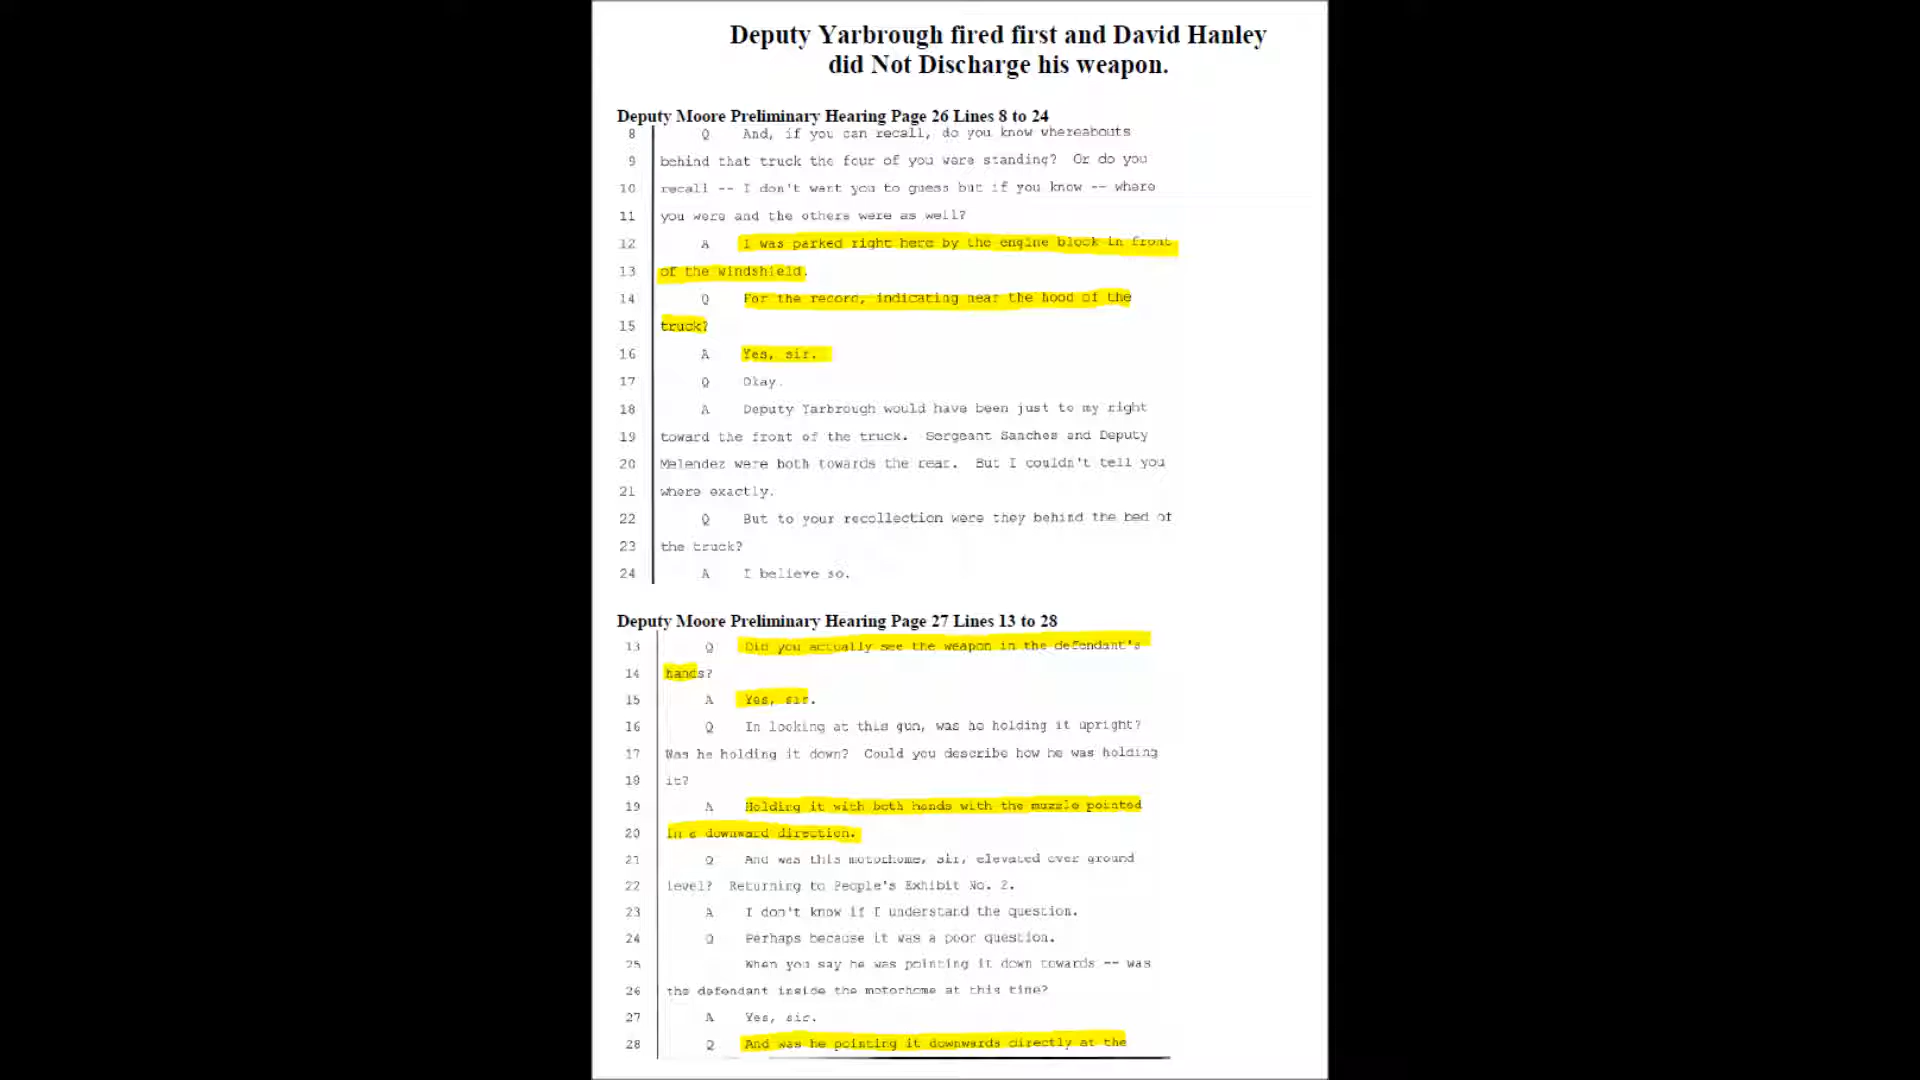 Deputy Yarbrough fired first and David Hanley
did Not Discharge his weapon.
Deputy Moore Preliminary Hearing Page 26 Lines 8 to 24
8 Q And, if you can recall, do you know whereabouts
9 behind that truck the four of you were standing? Or do you
10 recall -- I don't want you to guess but if you know -- where
11 you were and the others were as well?
12 A I was parked right here by the engine block in front
13 of the windshield.
14 Q For the record, indicating near the hood of the
15 truck?
16 A Yes, sir.
17 Q Okay.
18 A Deputy Yarbrough would have been just to my right
19 toward the front of the truck. Sergeant Sanches and Deputy
20 Melendez were both towards the rear. But I couldn't tell you
21 where exactly.
22 Q But to your recollection were they behind the bed of
23 the truck?
24 A I believe so.
Deputy Moore Preliminary Hearing Page 27 Lines 13 to 28
13 Q Did you actually see the weapon in the defendant's
14 hands?
15 A Yes, sir.
16 Q In looking at this gun, was he holding it upright?
17 Was he holding it down? Could you describe how he was holding
18 it?
19 A Holding it with both hands with the muzzle pointed
20 in a downward direction.
21 Q And was this motorhome, sir, elevated over ground
22 level? Returning to People's Exhibit No. 2.
23 A I don't know if I understand the question.
24 Q Perhaps because it was a poor question.
25 When you say he was pointing it down towards -- was
26 the defendant inside the motorhome at this time?
27 A Yes, sir.
28 Q And was he pointing it downwards directly at the